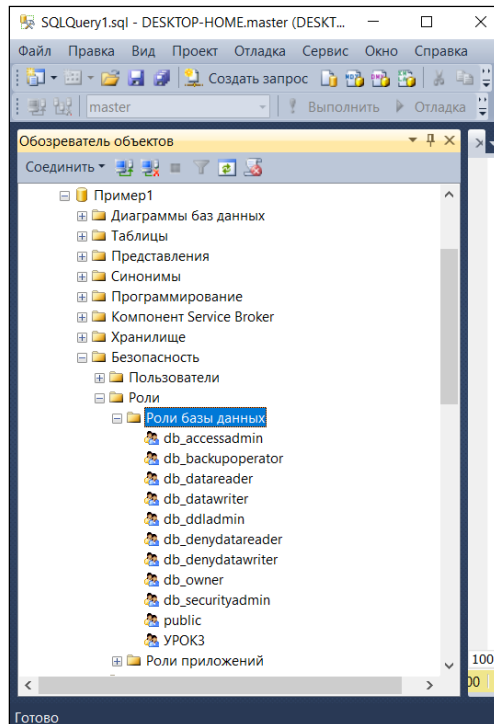 SQLQuery1.sql - DESKTOP-HOME.master (DESKT...
Файл Правка Вид Проект Отладка Сервис Окно Справка
Создать запрос
master Выполнить Отладка
Обозреватель объектов
Соединить
Пример1
Диаграммы баз данных
Таблицы
Представления
Синонимы
Программирование
Компонент Service Broker
Хранилище
Безопасность
Пользователи
Роли
Роли базы данных
db_accessadmin
db_backupoperator
db_datareader
db_datawriter
db_ddladmin
db_denydatareader
db_denydatawriter
db_owner
db_securityadmin
public
УРОК3
Роли приложений
100
00
Готово